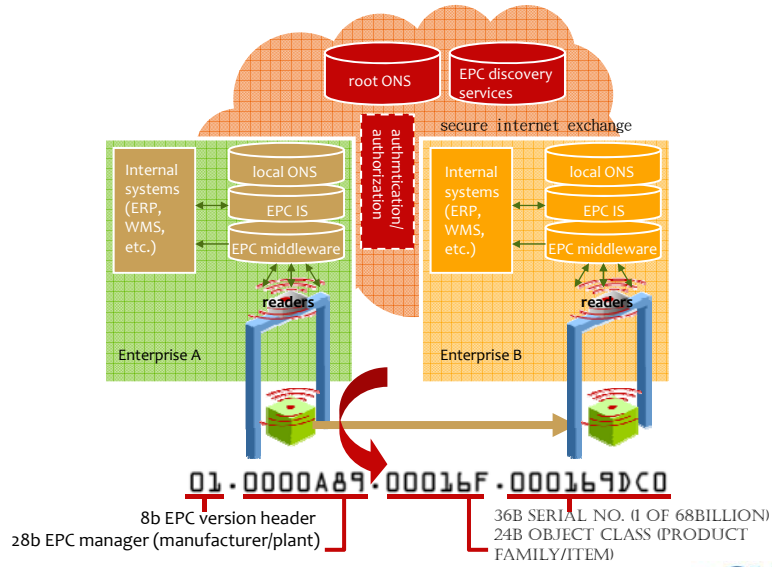 root ONS
EPC discovery
services
secure internet exchange
authmtication/
authorization
Internal
systems
(ERP,
WMS,
etc.)
local ONS
EPC IS
EPC middleware
readers
Enterprise A
Internal
systems
(ERP,
WMS,
etc.)
local ONS
EPC IS
EPC middleware
readers
Enterprise B
01.0000A89.00016F.000169DC0
8b EPC version header
28b EPC manager (manufacturer/plant)
36B SERIAL NO. (1 OF 68BILLION)
24B OBJECT CLASS (PRODUCT
FAMILY/ITEM)